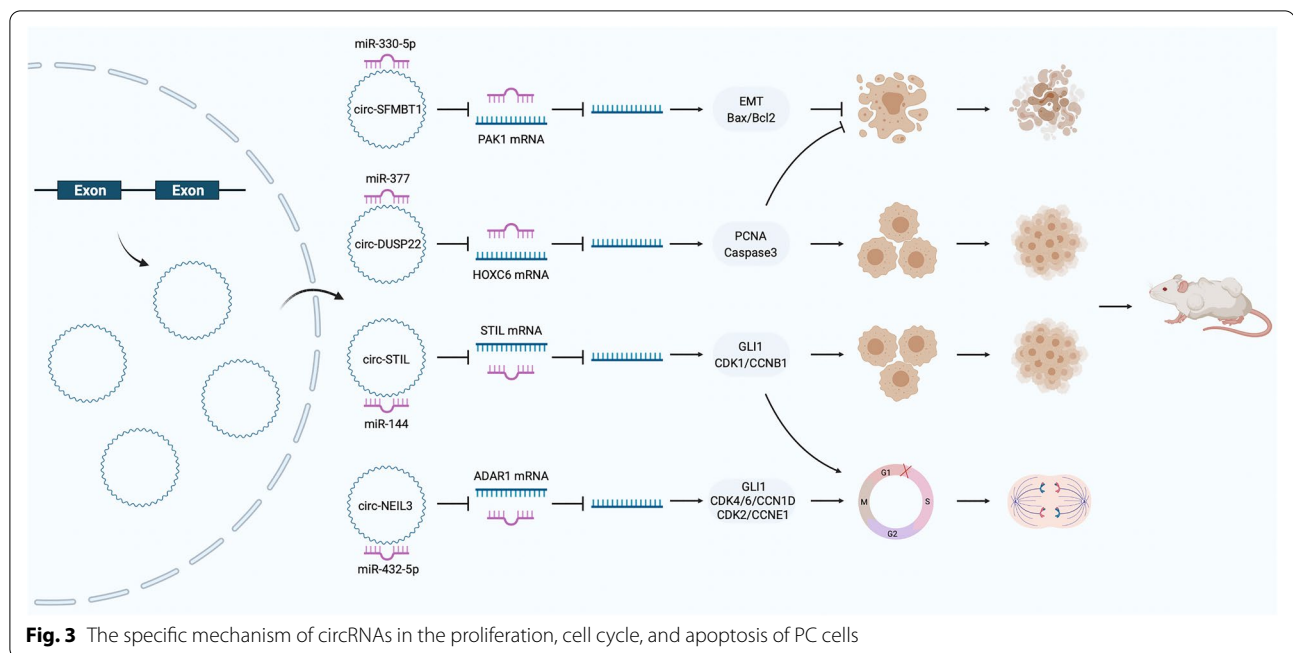 miR-330-5p
circ-SFMBT1
PAK1 mRNA
EMT
Bax/Bcl2
Exon
Exon
miR-377
circ-DUSP22
HOXC6 mRNA
PCNA
Caspase3
circ-STIL
miR-144
STIL mRNA
GLI1
CDK1/CCNB1
circ-NEIL3
miR-432-5p
ADAR1 mRNA
GLI1
CDK4/6/CCN1D
CDK2/CCNE1
G1
M
S
G2
Fig. 3 The specific mechanism of circRNAs in the proliferation, cell cycle, and apoptosis of PC cells